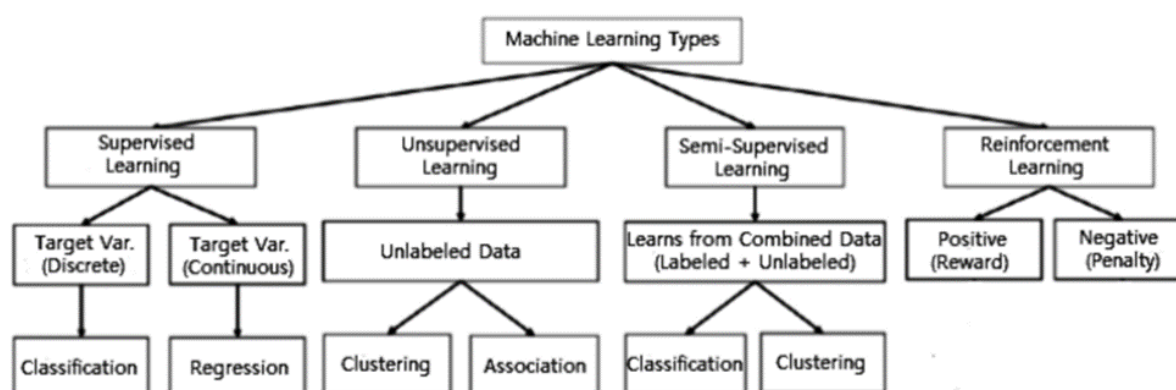 Machine Learning Types
Supervised
Learning
Unsupervised
Learning
Semi-Supervised
Learning
Reinforcement
Learning
Target Var.
(Discrete)
Target Var.
(Continuous)
Unlabeled Data
Learns from Combined Data
(Labeled + Unlabeled)
Positive
(Reward)
Negative
(Penalty)
Classification
Regression
Clustering
Association
Classification
Clustering